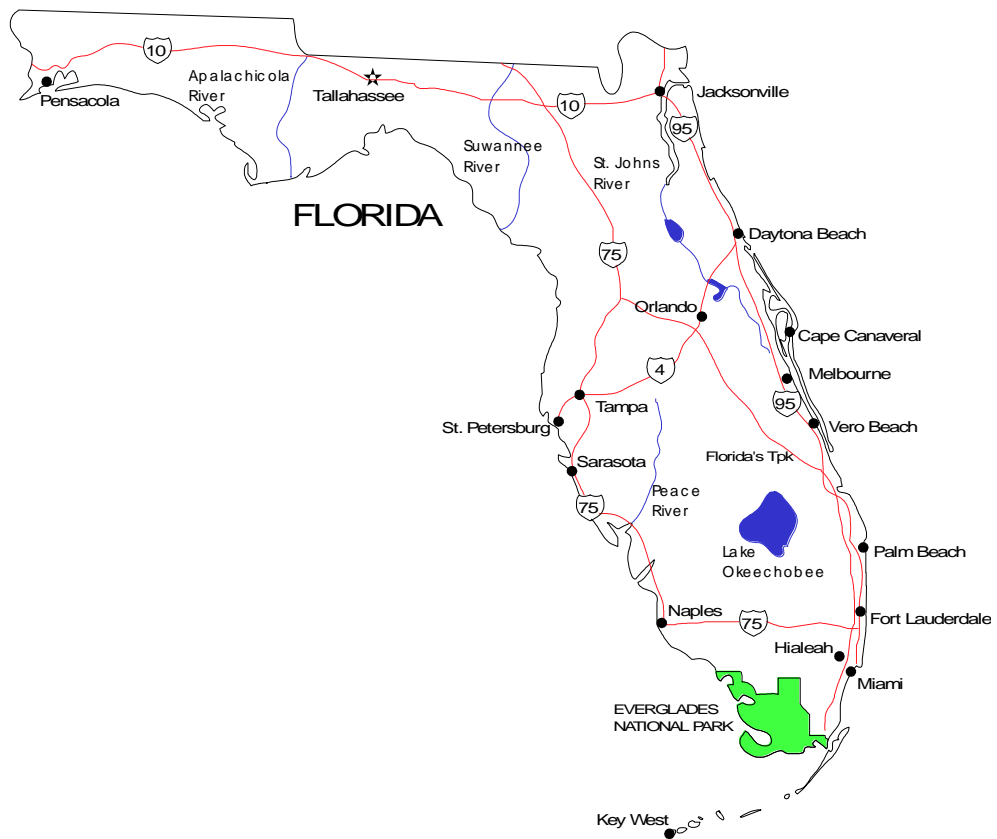 10
Apalachicola
River
Pensacola
Tallahassee
10
Jacksonville
95
Suwannee
River
St. Johns
River
FLORIDA
Daytona Beach
75
Orlando
Cape Canaveral
4
Melbourne
95
Tampa
St. Petersburg
Vero Beach
Sarasota
Florida's Tpk
75
Peace
River
Lake
Okeechobee
Palm Beach
Naples
75
Fort Lauderdale
Hialeah
Miami
EVERGLADES
NATIONAL PARK
Key West